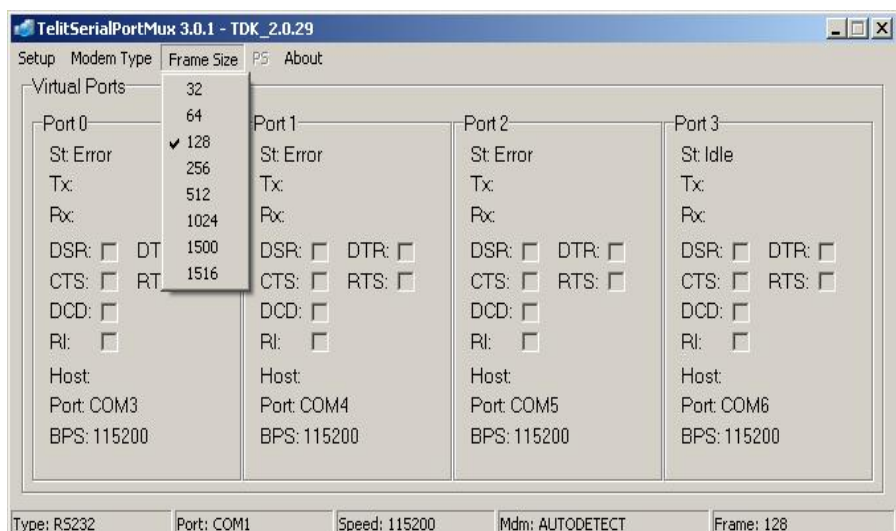 TelitSerialPortMux 3.0.1 - TDK_2.0.29
Setup Modem Type Frame Size PS About
Virtual Ports
32
64
128
256
512
1024
1500
1516
Port 0
St: Error
Tx:
Rx:
DSR: DT
CTS: RT
DCD:
RI:
Host:
Port: COM3
BPS: 115200
Port 1
St: Error
Tx:
Rx:
DSR: DTR:
CTS: RTS:
DCD:
RI:
Host:
Port: COM4
BPS: 115200
Port 2
St: Error
Tx:
Rx:
DSR: DTR:
CTS: RTS:
DCD:
RI:
Host:
Port: COM5
BPS: 115200
Port 3
St: Idle
Tx:
Rx:
DSR: DTR:
CTS: RTS:
DCD:
RI:
Host:
Port: COM6
BPS: 115200
Type: RS232 Port: COM1 Speed: 115200 Mdm: AUTODETECT Frame: 128